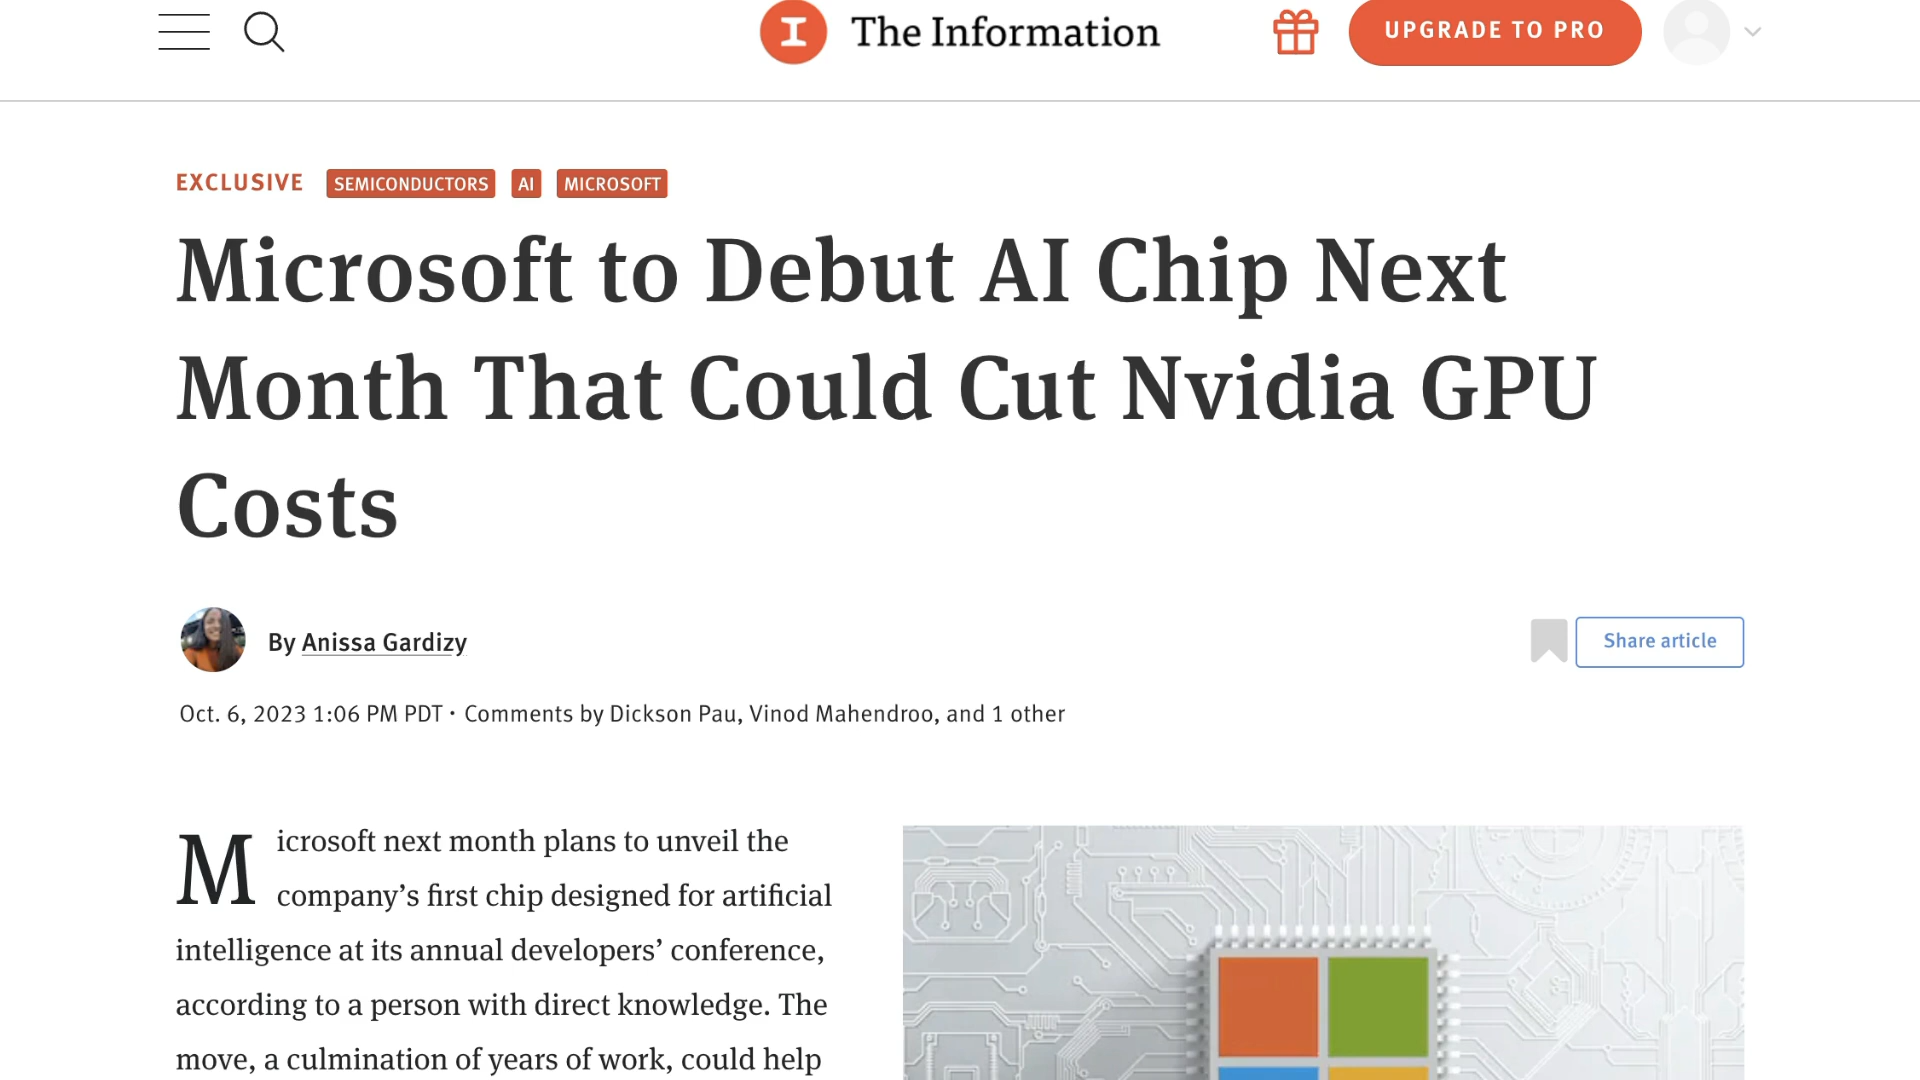 The Information
UPGRADE TO PRO
EXCLUSIVE SEMICONDUCTORS AI MICROSOFT
Microsoft to Debut AI Chip Next
Month That Could Cut Nvidia GPU
Costs
By Anissa Gardizy
Share article
Oct. 6, 2023 1:06 PM PDT · Comments by Dickson Pau, Vinod Mahendroo, and 1 other
Microsoft next month plans to unveil the
company’s first chip designed for artificial
intelligence at its annual developers’ conference,
according to a person with direct knowledge. The
move, a culmination of years of work, could help